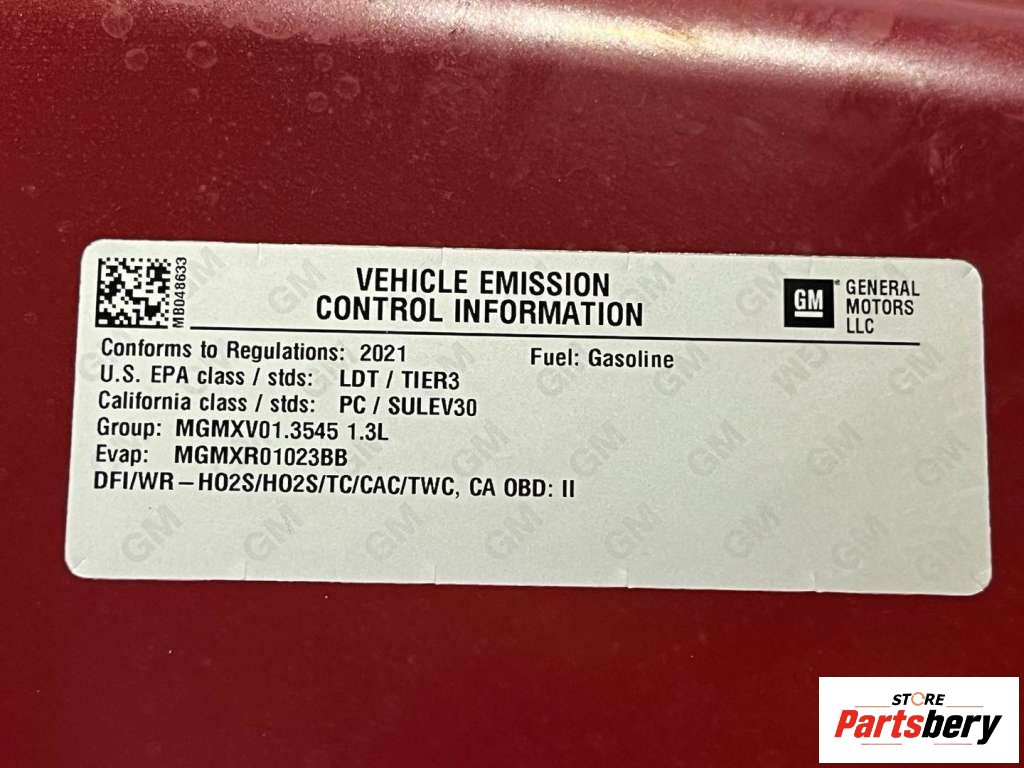 MB048633
VEHICLE EMISSION
CONTROL INFORMATION
GM
GENERAL
MOTORS
LLC
Conforms to Regulations: 2021
Fuel: Gasoline
U.S. EPA class / stds: LDT / TIER3
California class / stds: PC / SULEV30
Group: MGMXV01.3545 1.3L
Evap: MGMXR01023BB
DFI/WR–HO2S/HO2S/TC/CAC/TWC, CA OBD: II
STORE
Partsbery